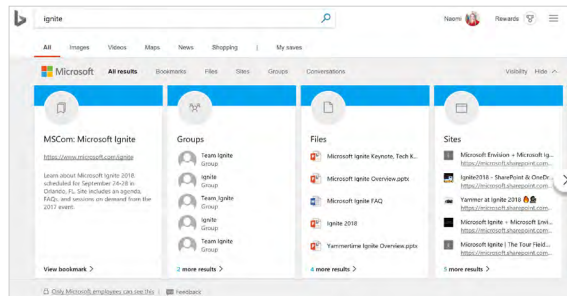 ignite
Naomi
Rewards
All Images Videos Maps News Shopping | My saves
Microsoft All results Bookmarks Files Sites Groups Conversations Visibility Hide
MSCom: Microsoft Ignite
https://www.microsoft.com/ignite
Learn about Microsoft Ignite 2018
scheduled for September 24-28 in
Orlando, FL. Site includes an agenda,
FAQs, and sessions on demand from the
2017 event.
View bookmark >
Groups
Team Ignite
Group
ignite
Group
Team_Ignite
Group
Ignite
Group
Team Ignite
Group
2 more results >
Files
Microsoft Ignite Keynote, Tech K...
Microsoft Ignite Overview.pptx
Microsoft Ignite FAQ
Ignite 2018
Yammertime Ignite Overview.pptx
4 more results >
Sites
Microsoft Envision + Microsoft Ig...
https://microsoft.sharepoint.com...
Ignite2018 - SharePoint & OneDr...
https://microsoft.sharepoint.com...
Yammer at Ignite 2018
https://microsoft.sharepoint.com...
Microsoft Ignite + Microsoft Envi...
https://microsoft.sharepoint.com...
Microsoft Ignite | The Tour Field...
https://microsoft.sharepoint.com...
5 more results >
Only Microsoft employees can see this | Feedback